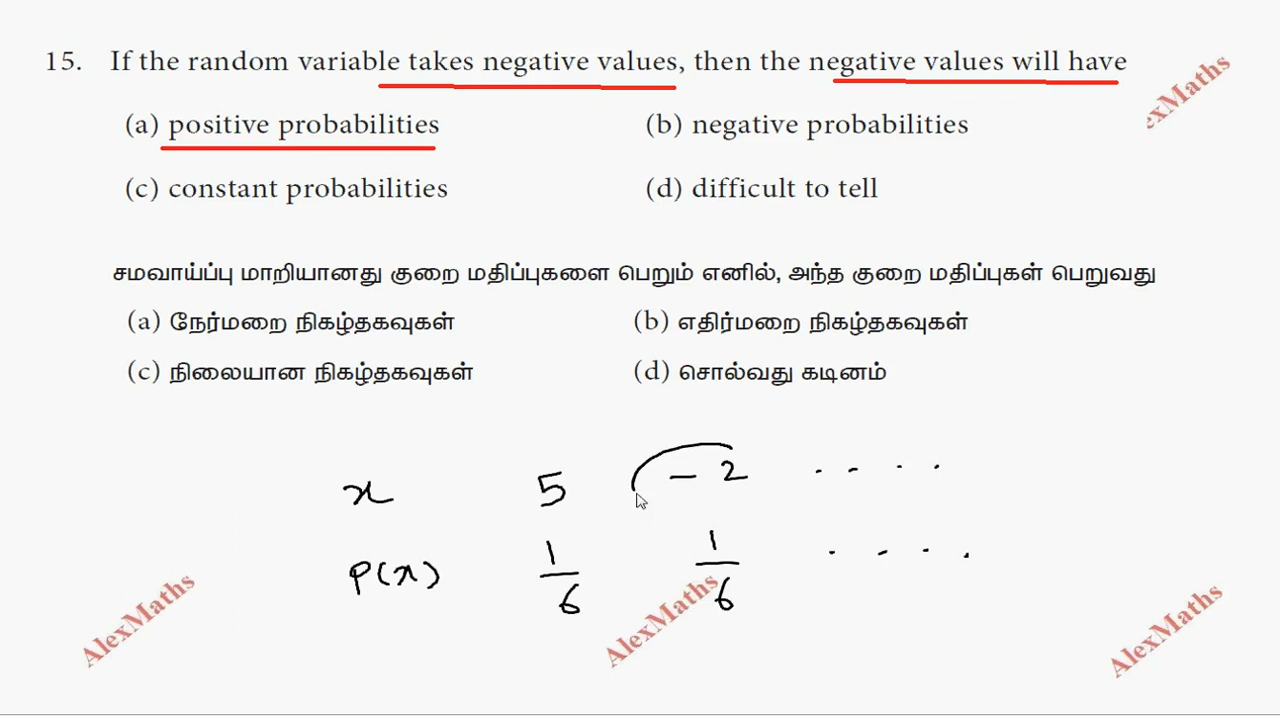 15. If the random variable takes negative values, then the negative values will have
exMaths
(a) positive probabilities (b) negative probabilities
(c) constant probabilities (d) difficult to tell
சமவாய்ப்பு மாறியானது குறை மதிப்புகளை பெறும் எனில், அந்த குறை மதிப்புகள் பெறுவது
(a) நேர்மறை நிகழ்தகவுகள் (b) எதிர்மறை நிகழ்தகவுகள்
(c) நிலையான நிகழ்தகவுகள் (d) சொல்வது கடினம்
x 5 -2 ....
P(x) 1/6 1/6 ....
AlexMaths AlexMaths AlexMaths